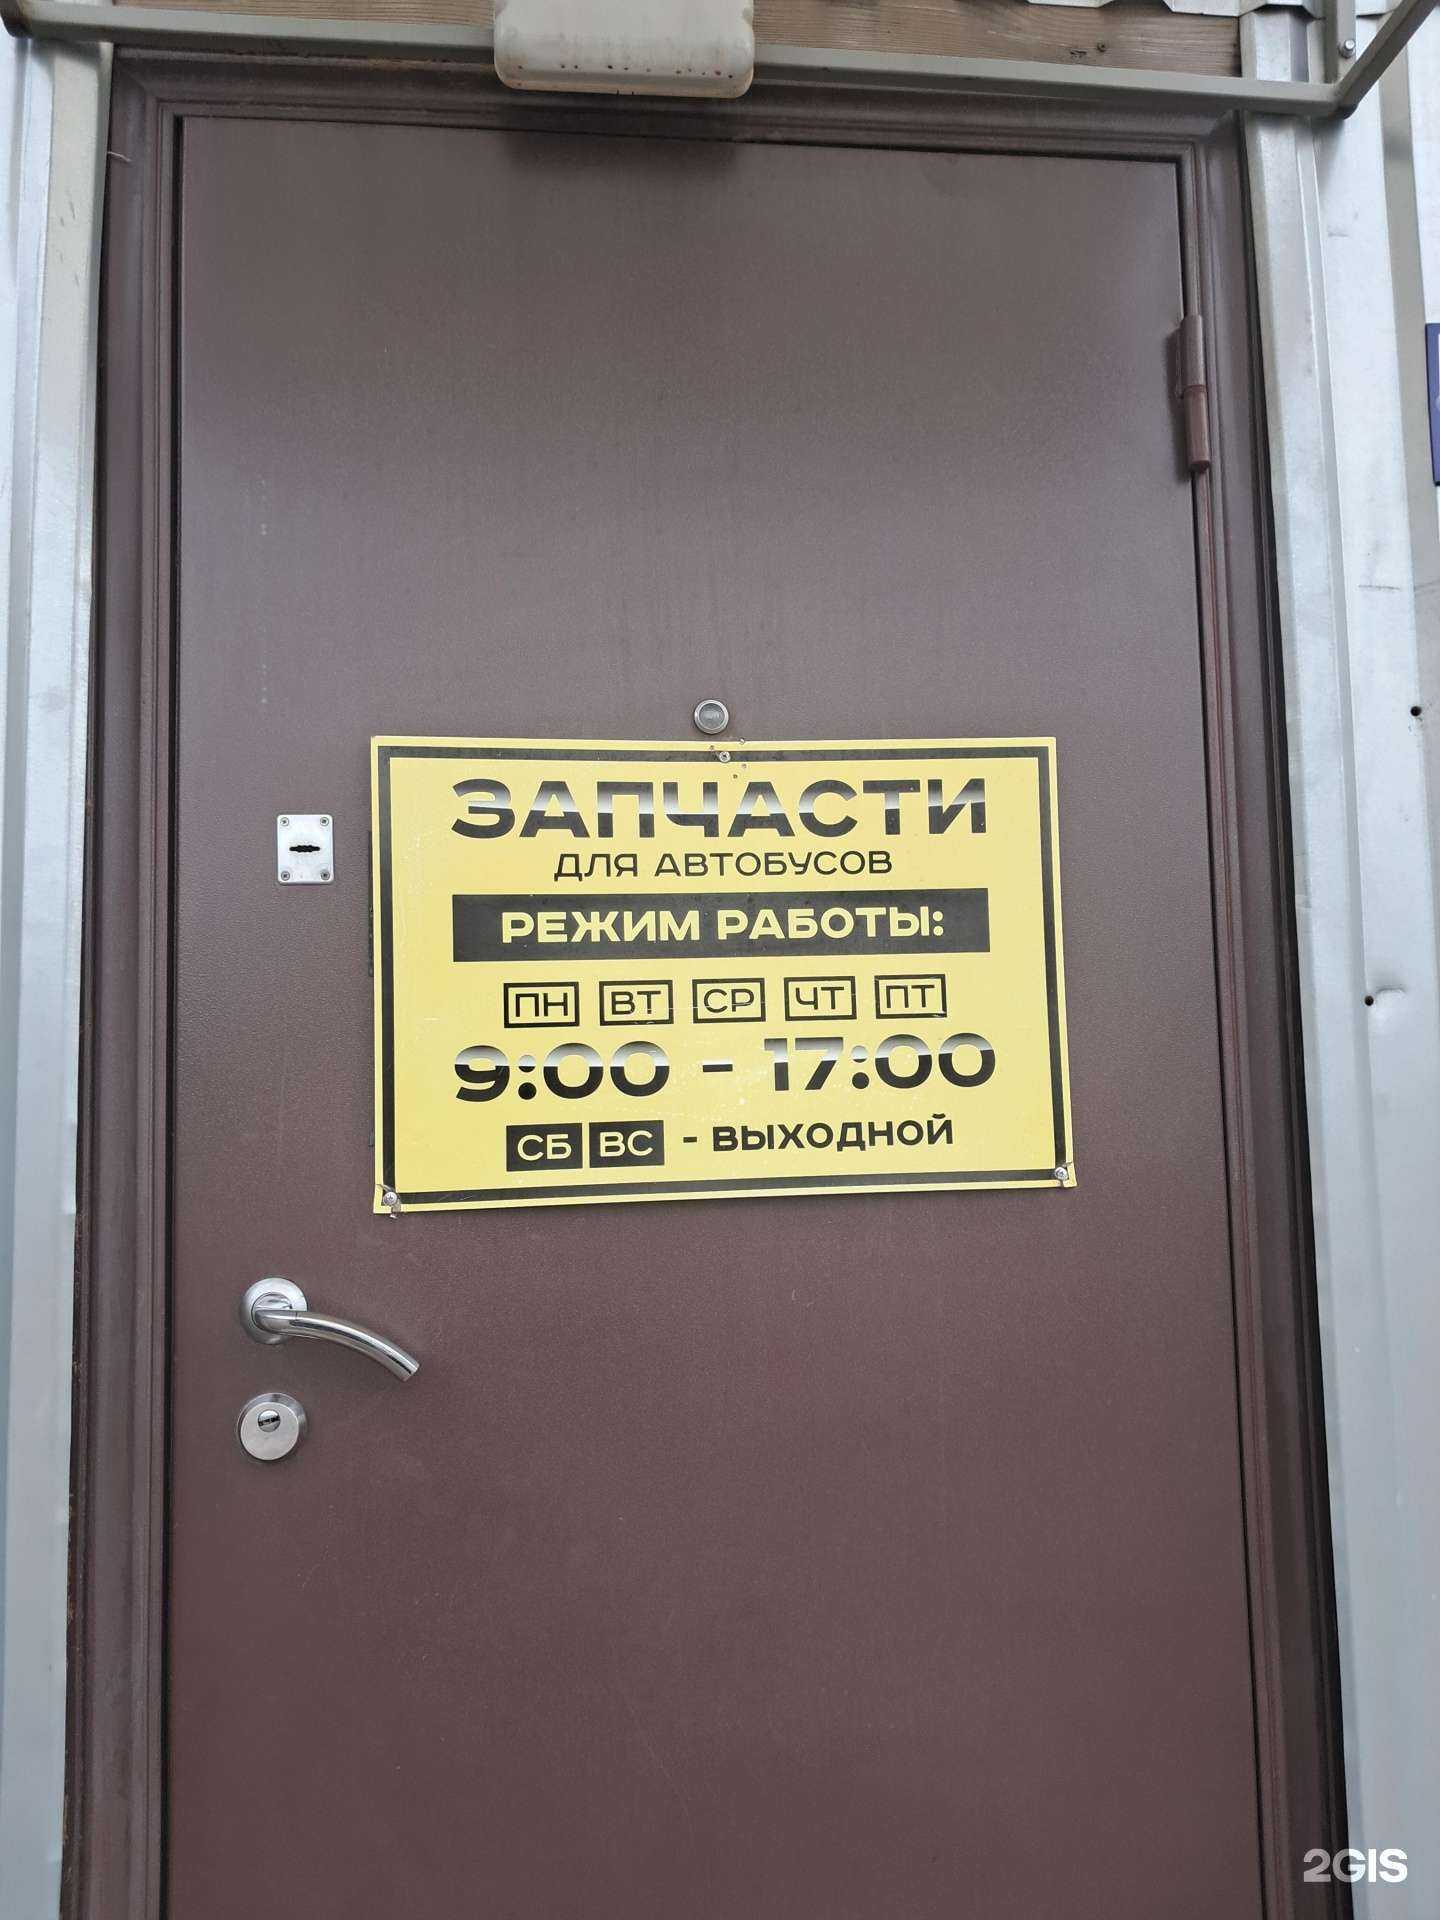 ЗАПЧАСТИ
ДЛЯ АВТОБУСОВ
РЕЖИМ РАБОТЫ:
ПН ВТ СР ЧТ ПТ
9:00 - 17:00
СБ ВС - ВЫХОДНОЙ
2GIS